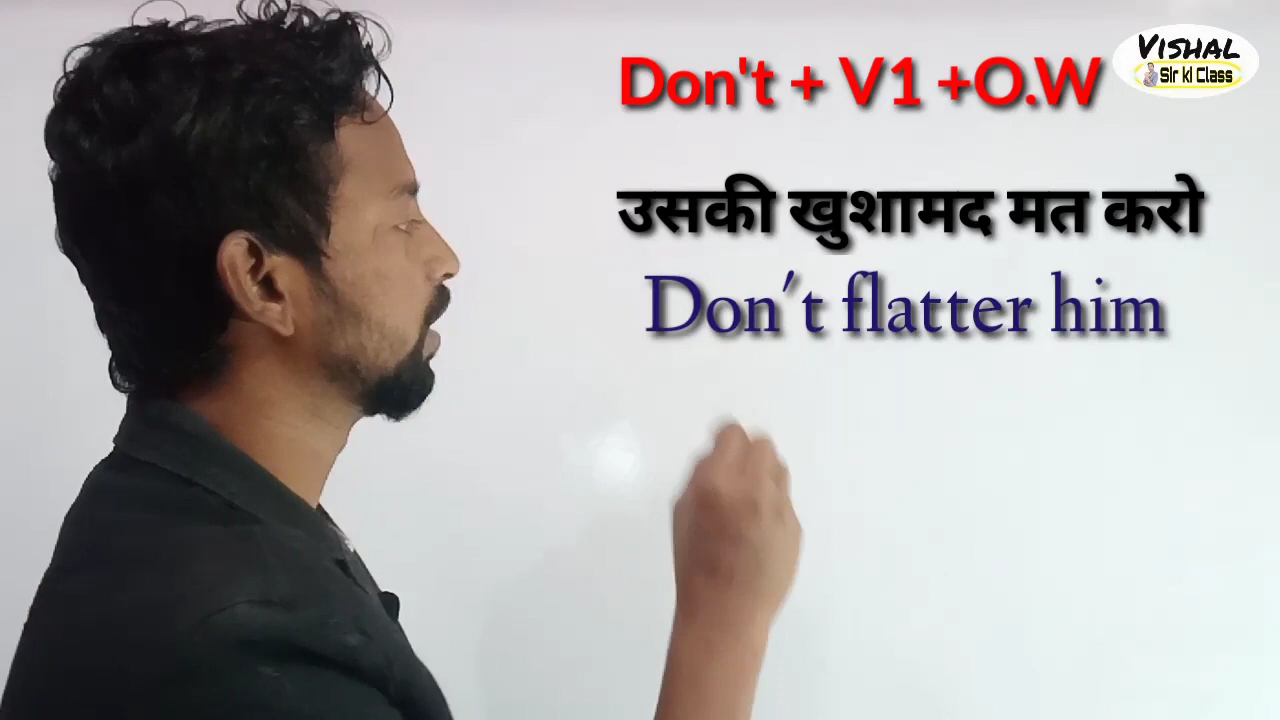 Don't + V1 +O.W
VISHAL
Sir kI Class
उसकी खुशामद मत करो
Don't flatter him